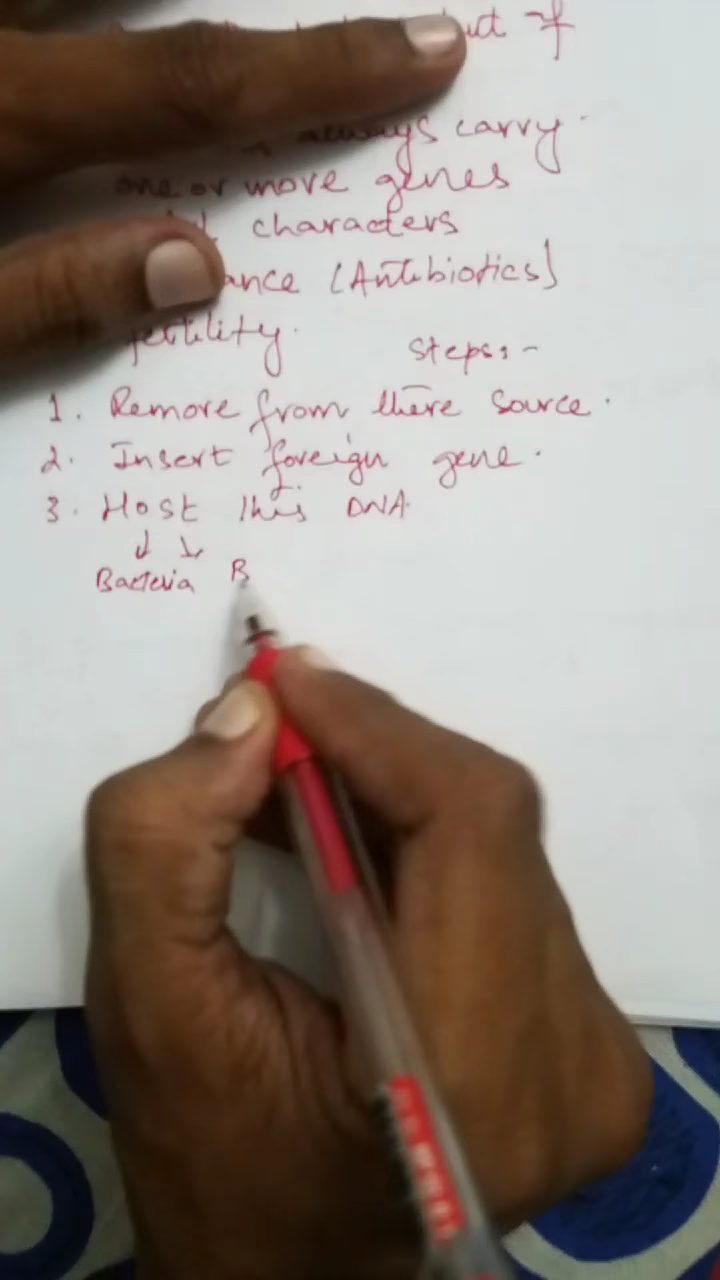 of
always carry
one or more genes
characters
ance (Antibiotics)
fertility. Steps:-
1. Remove from there source.
2. Insert foreign gene.
3. Host this DNA
Bacteria B